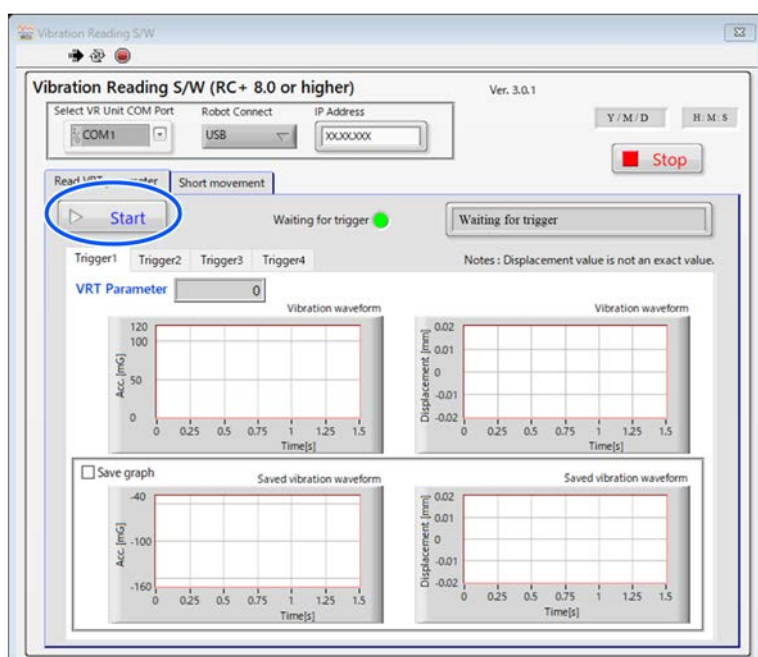 Vibration Reading S/W
Vibration Reading S/W (RC+ 8.0 or higher)
Ver. 3.0.1
Select VR Unit COM Port
Robot Connect
IP Address
COM1
USB
XX.XX.XXX
Y/M/D
H:M:S
Stop
Short movement
Start
Waiting for trigger
Waiting for trigger
Trigger1
Trigger2
Trigger3
Trigger4
Notes : Displacement value is not an exact value.
VRT Parameter
0
Vibration waveform
120
100
50
0
Acc. [mG]
0 0.25 0.5 0.75 1 1.25 1.5
Time[s]
Vibration waveform
0.02
0.01
0
-0.01
-0.02
Displacement [mm]
0 0.25 0.5 0.75 1 1.25 1.5
Time[s]
Save graph
Saved vibration waveform
-40
-100
-160
Acc. [mG]
0 0.25 0.5 0.75 1 1.25 1.5
Time[s]
Saved vibration waveform
0.02
0.01
0
-0.01
-0.02
Displacement [mm]
0 0.25 0.5 0.75 1 1.25 1.5
Time[s]